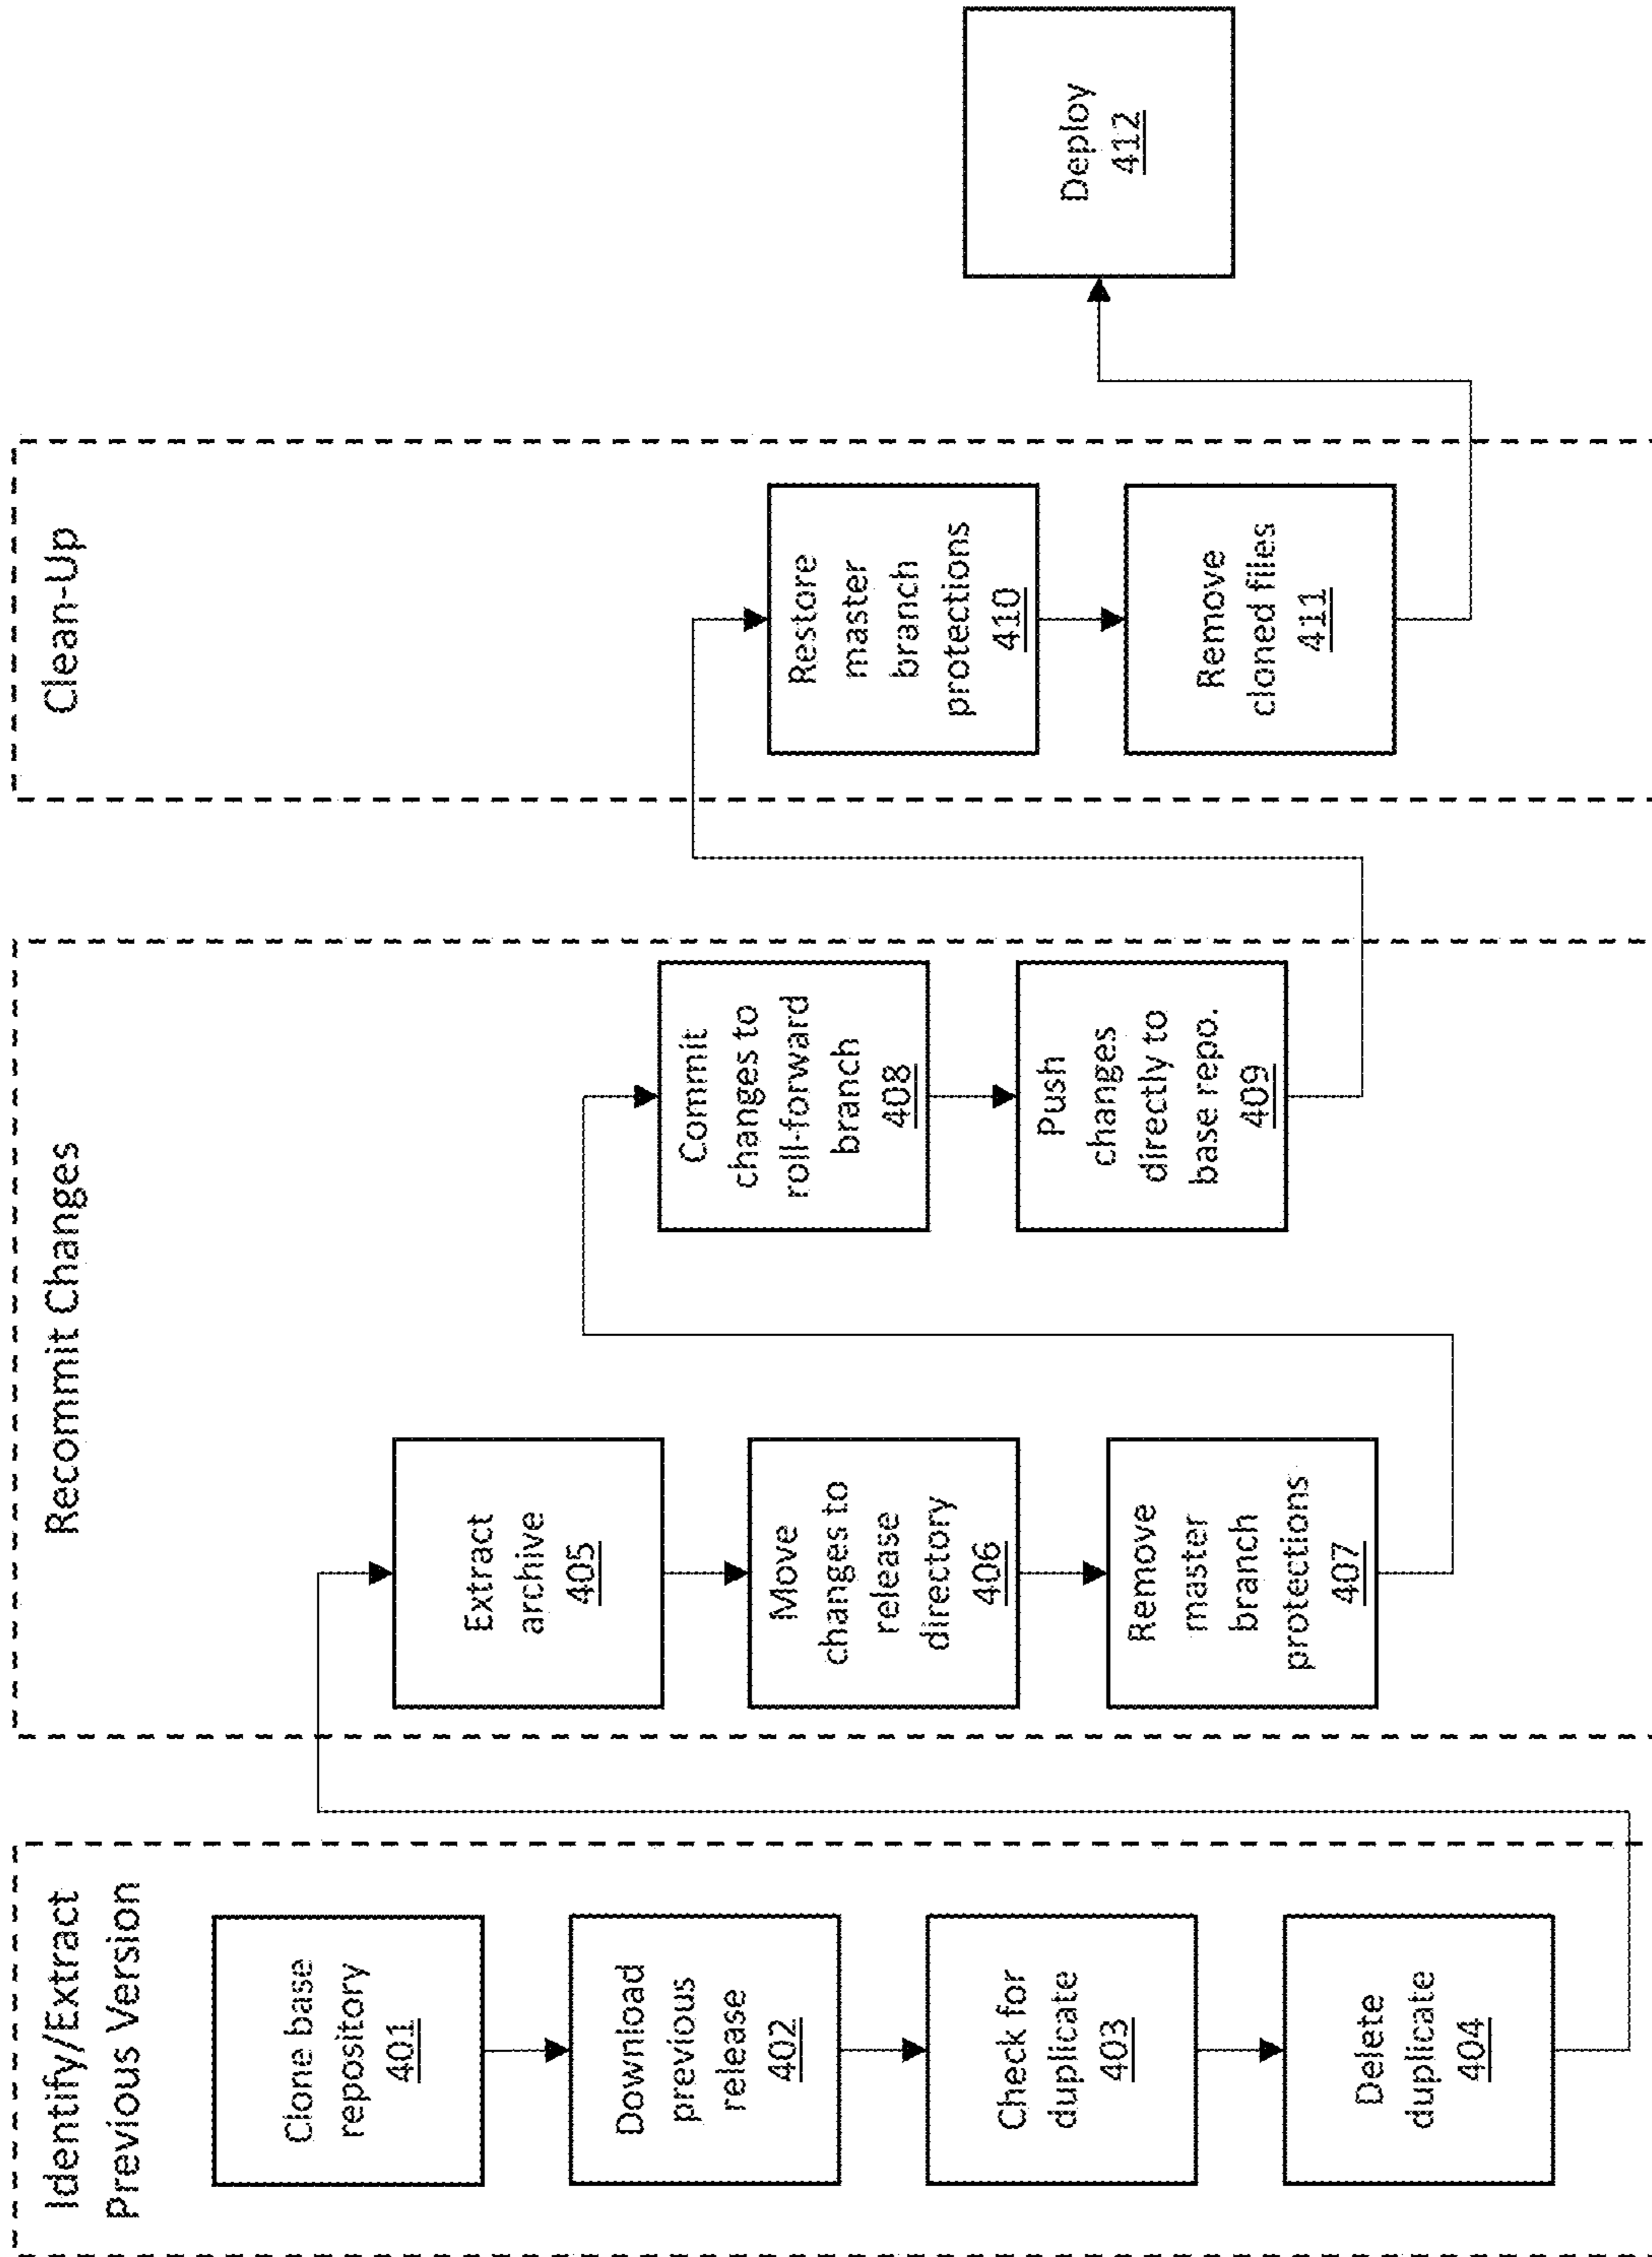 Identify/Extract
Previous Version
Clone base
repository
401
Download
previous
release
402
Check for
duplicate
403
Delete
duplicate
404
Recommit Changes
Extract
archive
405
Move
changes to
release
directory
406
Remove
master
branch
protections
407
Commit
changes to
roll-forward
branch
408
Push
changes
directly to
base repo.
409
Clean-Up
Restore
master
branch
protections
410
Remove
cloned files
411
Deploy
412